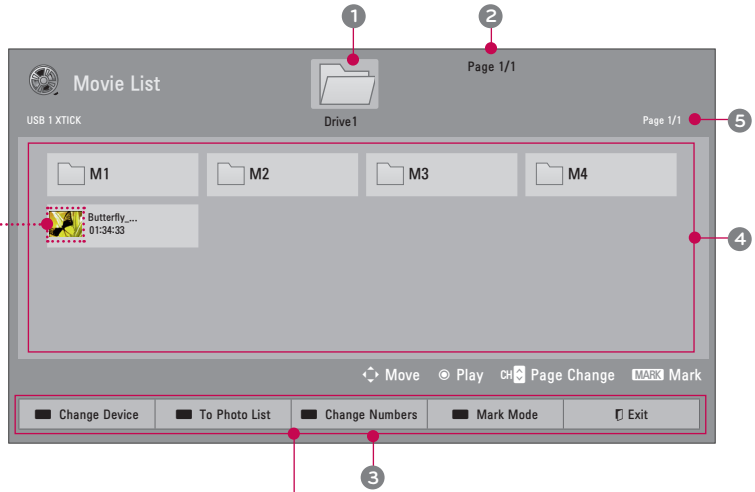 1
2
Page 1/1
Movie List
Drive1
USB 1 XTICK
Page 1/1
5
M1
M2
M3
M4
Butterfly_...
01:34:33
4
Move
Play
CH Page Change
MARK Mark
Change Device
To Photo List
Change Numbers
Mark Mode
Exit
3